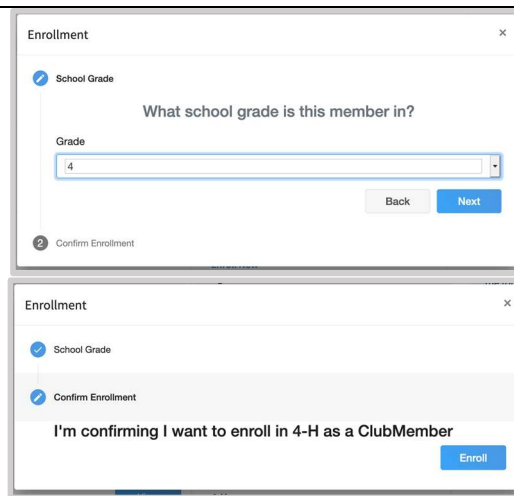 Enrollment ×
School Grade
What school grade is this member in?
Grade
4
Back Next
2 Confirm Enrollment
Enrollment ×
School Grade
Confirm Enrollment
I'm confirming I want to enroll in 4-H as a ClubMember
Enroll